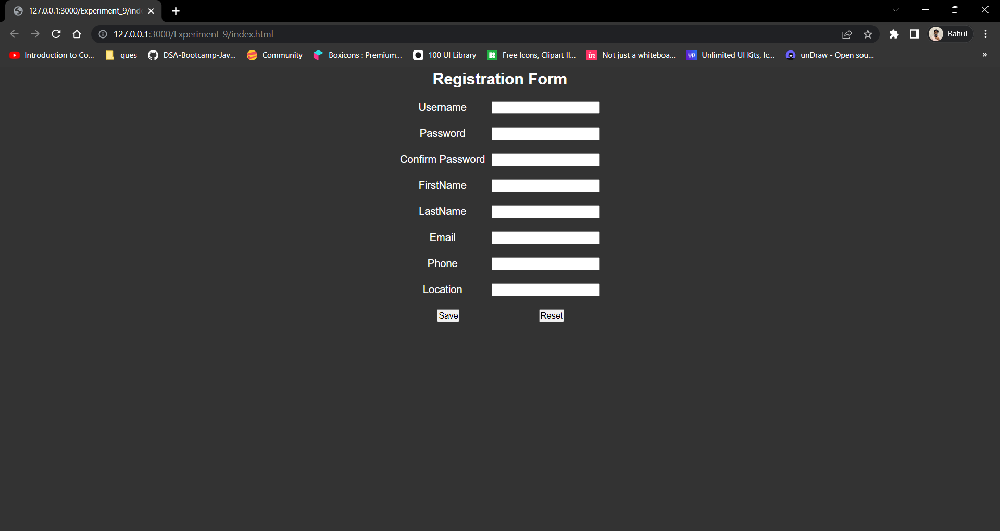 127.0.0.1:3000/Experiment_9/ind
127.0.0.1:3000/Experiment_9/index.html
Rahul
Introduction to Co... ques DSA-Bootcamp-Jav... Community Boxicons : Premium... 100 UI Library Free Icons, Clipart Il... in Not just a whiteboa... UP Unlimited UI Kits, Ic... unDraw - Open sou... »
Registration Form
Username
Password
Confirm Password
FirstName
LastName
Email
Phone
Location
Save Reset